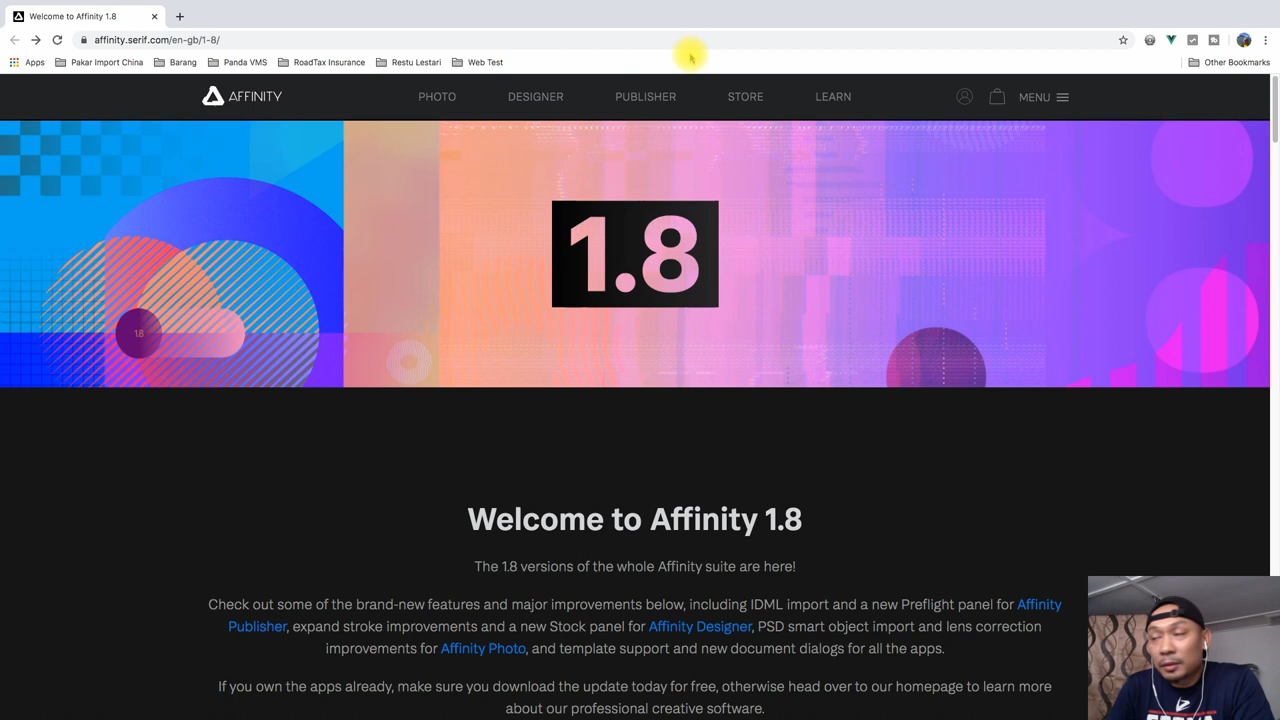 Welcome to Affinity 1.8
affinity.serif.com/en-gb/1-8/
Apps Pakar Import China Barang Panda VMS RoadTax Insurance Restu Lestari Web Test Other Bookmarks
AFFINITY PHOTO DESIGNER PUBLISHER STORE LEARN MENU
1.8
1.8
Welcome to Affinity 1.8
The 1.8 versions of the whole Affinity suite are here!
Check out some of the brand-new features and major improvements below, including IDML import and a new Preflight panel for Affinity
Publisher, expand stroke improvements and a new Stock panel for Affinity Designer, PSD smart object import and lens correction
improvements for Affinity Photo, and template support and new document dialogs for all the apps.
If you own the apps already, make sure you download the update today for free, otherwise head over to our homepage to learn more
about our professional creative software.